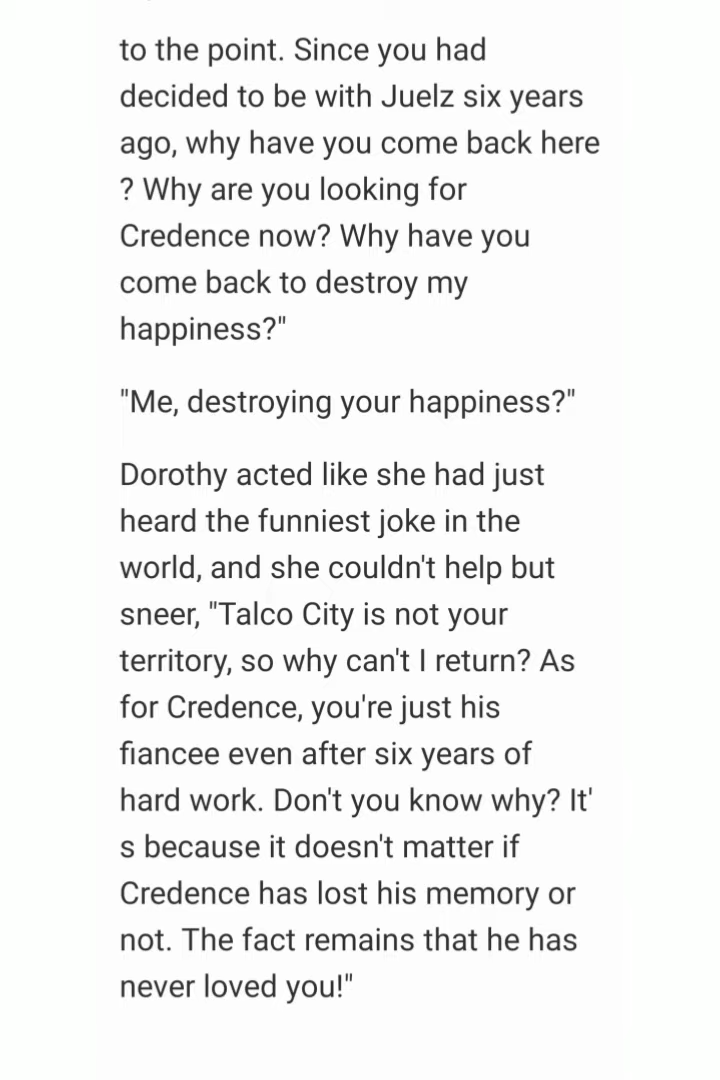 to the point. Since you had
decided to be with Juelz six years
ago, why have you come back here
? Why are you looking for
Credence now? Why have you
come back to destroy my
happiness?"
"Me, destroying your happiness?"
Dorothy acted like she had just
heard the funniest joke in the
world, and she couldn't help but
sneer, "Talco City is not your
territory, so why can't I return? As
for Credence, you're just his
fiancee even after six years of
hard work. Don't you know why? It'
s because it doesn't matter if
Credence has lost his memory or
not. The fact remains that he has
never loved you!"